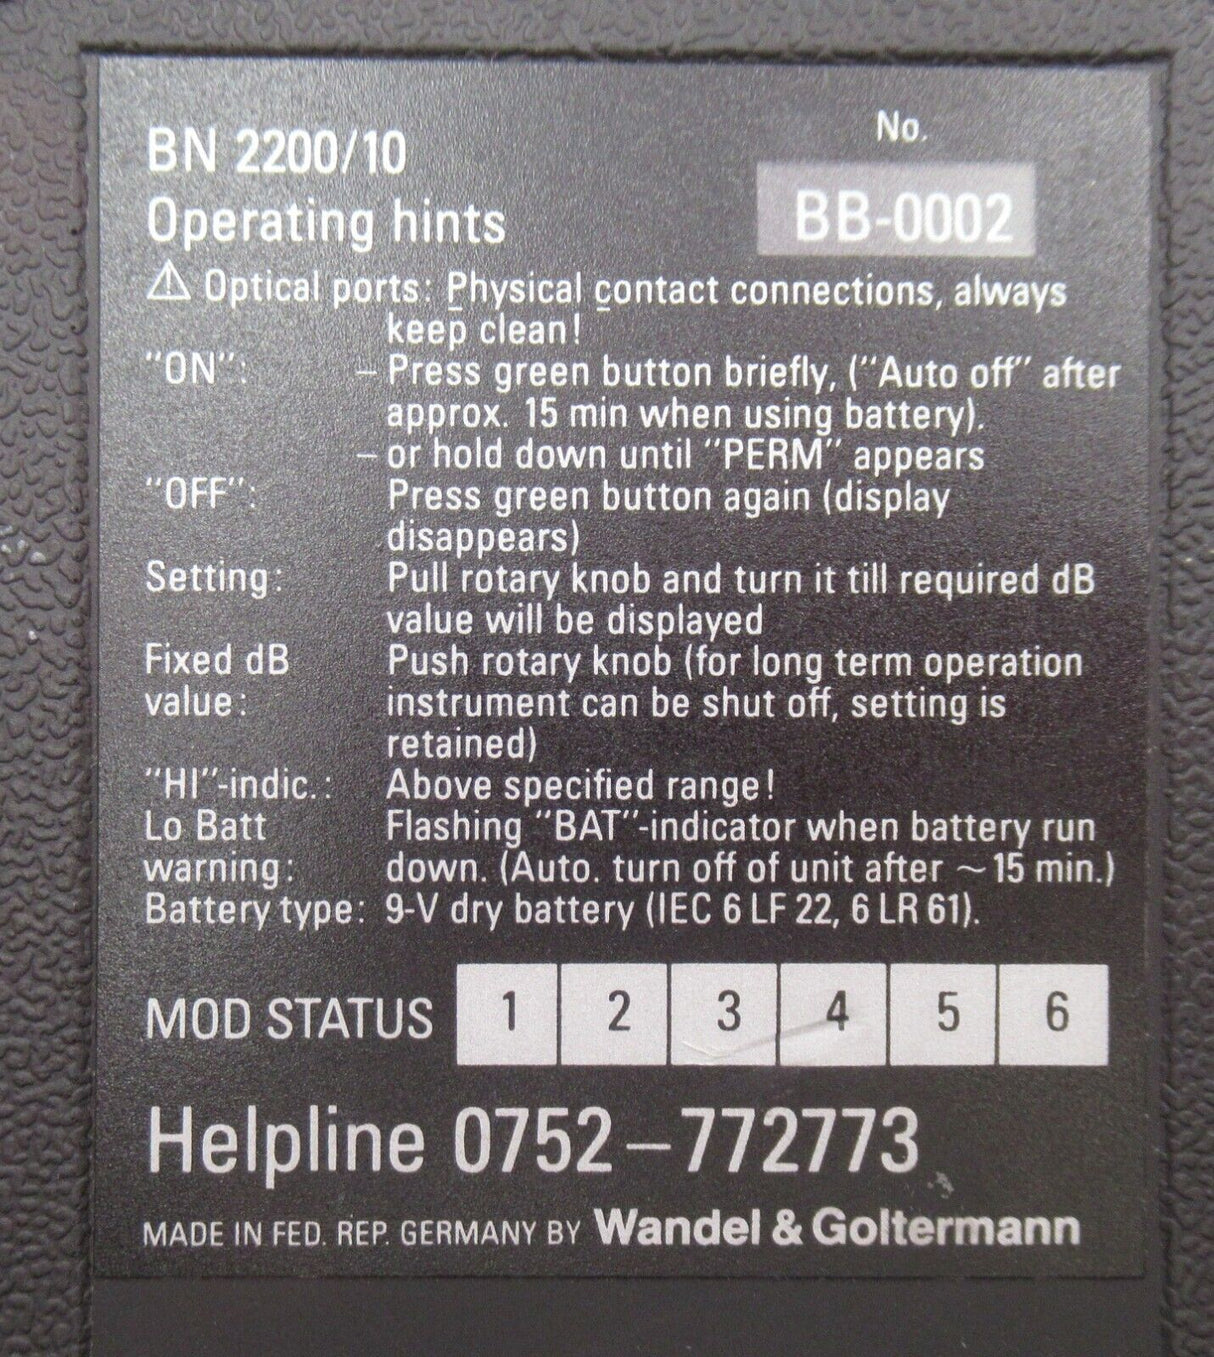 No.
BN 2200/10
BB-0002
Operating hints
⚠ Optical ports: Physical contact connections, always
keep clean!
"ON": – Press green button briefly, ("Auto off" after
approx. 15 min when using battery).
– or hold down until "PERM" appears
"OFF": Press green button again (display
disappears)
Setting: Pull rotary knob and turn it till required dB
value will be displayed
Fixed dB Push rotary knob (for long term operation
value: instrument can be shut off, setting is
retained)
"HI"-indic.: Above specified range!
Lo Batt Flashing "BAT"-indicator when battery run
warning: down. (Auto. turn off of unit after ~ 15 min.)
Battery type: 9-V dry battery (IEC 6 LF 22, 6 LR 61).
MOD STATUS 1 2 3 4 5 6
Helpline 0752–772773
MADE IN FED. REP. GERMANY BY Wandel & Goltermann